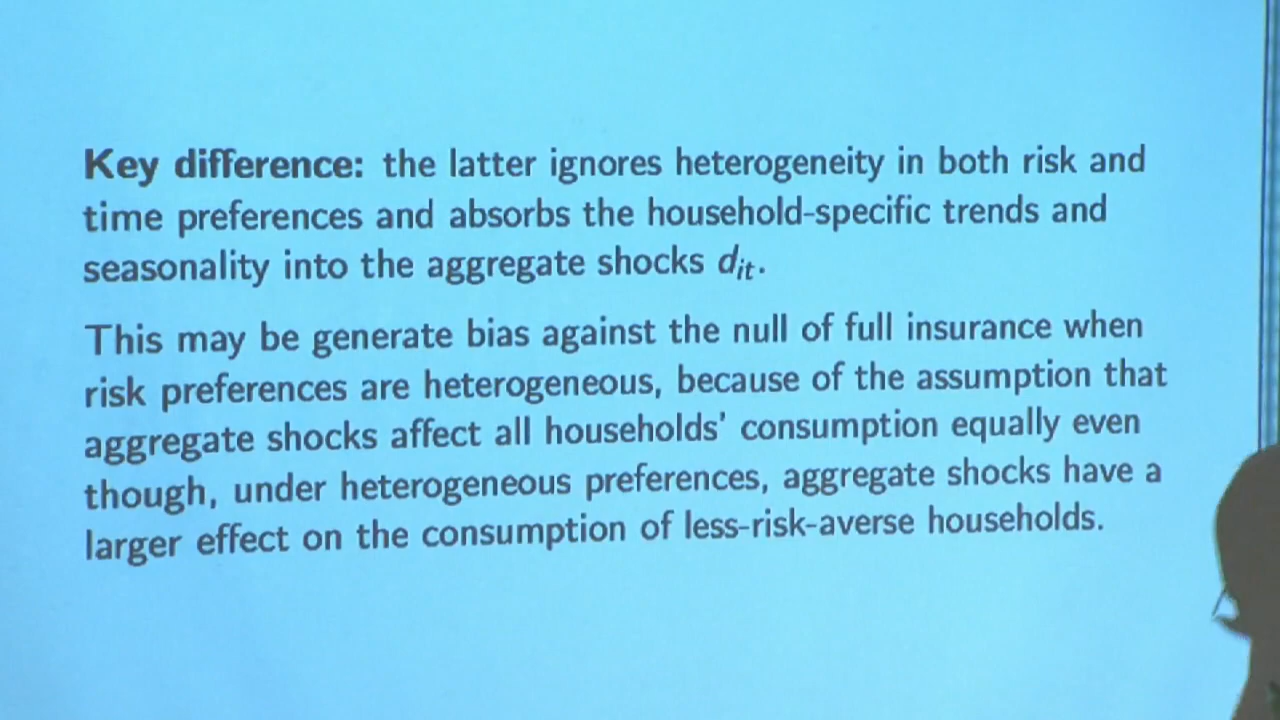 Key difference: the latter ignores heterogeneity in both risk and
time preferences and absorbs the household-specific trends and
seasonality into the aggregate shocks d_it.
This may be generate bias against the null of full insurance when
risk preferences are heterogeneous, because of the assumption that
aggregate shocks affect all households' consumption equally even
though, under heterogeneous preferences, aggregate shocks have a
larger effect on the consumption of less-risk-averse households.